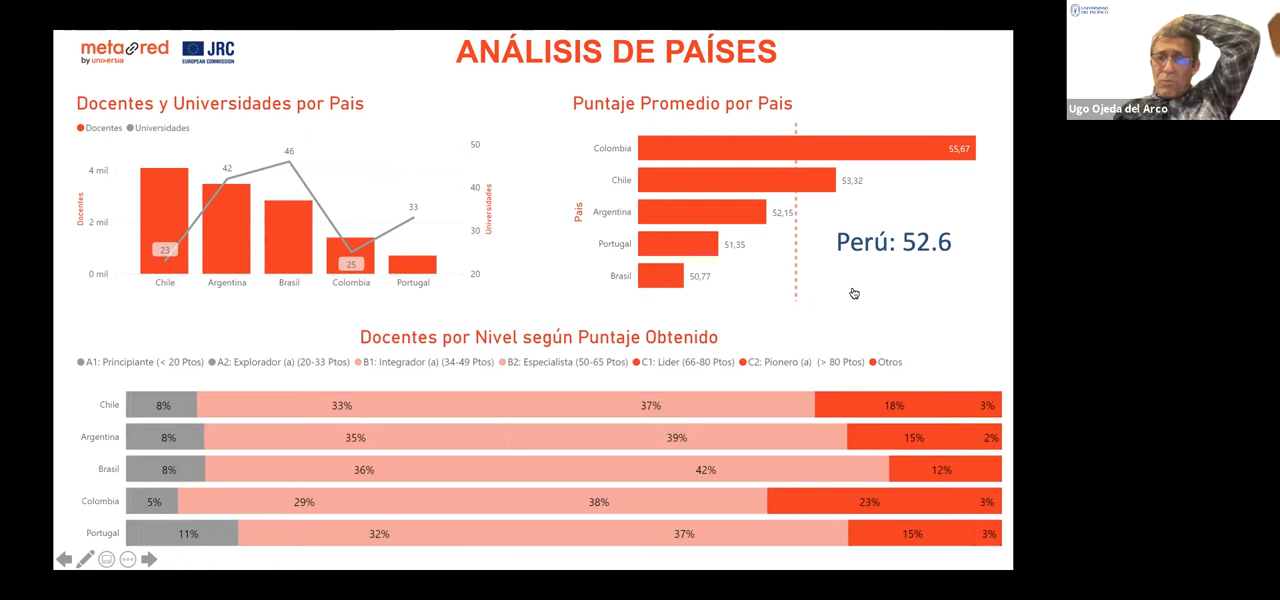 metared
by universia
JRC
EUROPEAN COMMISSION
ANÁLISIS DE PAÍSES
UNIVERSIDAD
DEL PACÍFICO
Ugo Ojeda del Arco
Docentes y Universidades por Pais
Docentes Universidades
4 mil
2 mil
0 mil
Docentes
50
40
30
20
Universidades
23
42
46
25
33
Chile Argentina Brasil Colombia Portugal
Puntaje Promedio por Pais
Pais
Colombia 55,67
Chile 53,32
Argentina 52,15
Portugal 51,35
Brasil 50,77
Perú: 52.6
Docentes por Nivel según Puntaje Obtenido
A1: Principiante (< 20 Ptos) A2: Explorador (a) (20-33 Ptos) B1: Integrador (a) (34-49 Ptos) B2: Especialista (50-65 Ptos) C1: Lider (66-80 Ptos) C2: Pionero (a) (> 80 Ptos) Otros
Chile 8% 33% 37% 18% 3%
Argentina 8% 35% 39% 15% 2%
Brasil 8% 36% 42% 12%
Colombia 5% 29% 38% 23% 3%
Portugal 11% 32% 37% 15% 3%